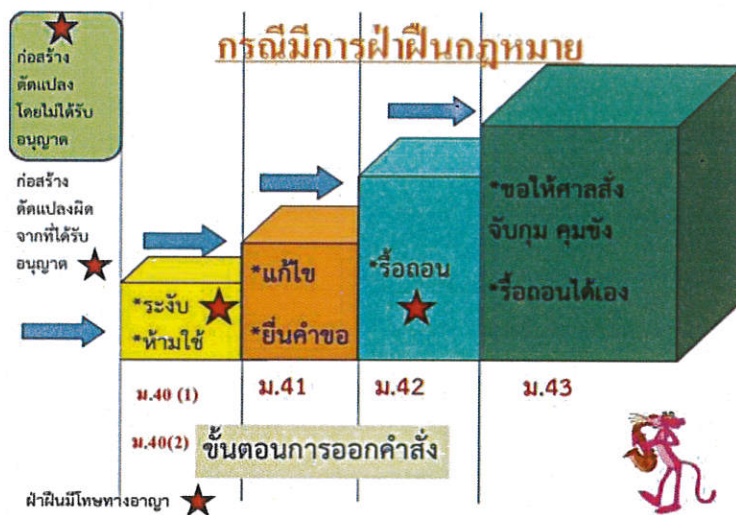 กรณีมีการฝ่าฝืนกฎหมาย
ก่อสร้าง
ดัดแปลง
โดยไม่ได้รับ
อนุญาต
ก่อสร้าง
ดัดแปลงผิด
จากที่ได้รับ
อนุญาต
*ระงับ
*ห้ามใช้
*แก้ไข
*ยื่นคำขอ
*รื้อถอน
*ขอให้ศาลสั่ง
จับกุม คุมขัง
*รื้อถอนได้เอง
ม.40 (1)
ม.40(2)
ม.41
ม.42
ม.43
ขั้นตอนการออกคำสั่ง
ฝ่าฝืนมีโทษทางอาญา